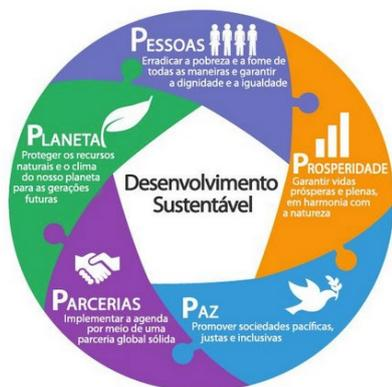 PESSOAS
Erradicar a pobreza e a fome de
todas as maneiras e garantir
a dignidade e a igualdade
PROSPERIDADE
Garantir vidas
prósperas e plenas,
em harmonia com
a natureza
PAZ
Promover sociedades pacíficas,
justas e inclusivas
PARCERIAS
Implementar a agenda
por meio de uma
parceria global sólida
PLANETA
Proteger os recursos
naturais e o clima
do nosso planeta
para as gerações
futuras
Desenvolvimento
Sustentável